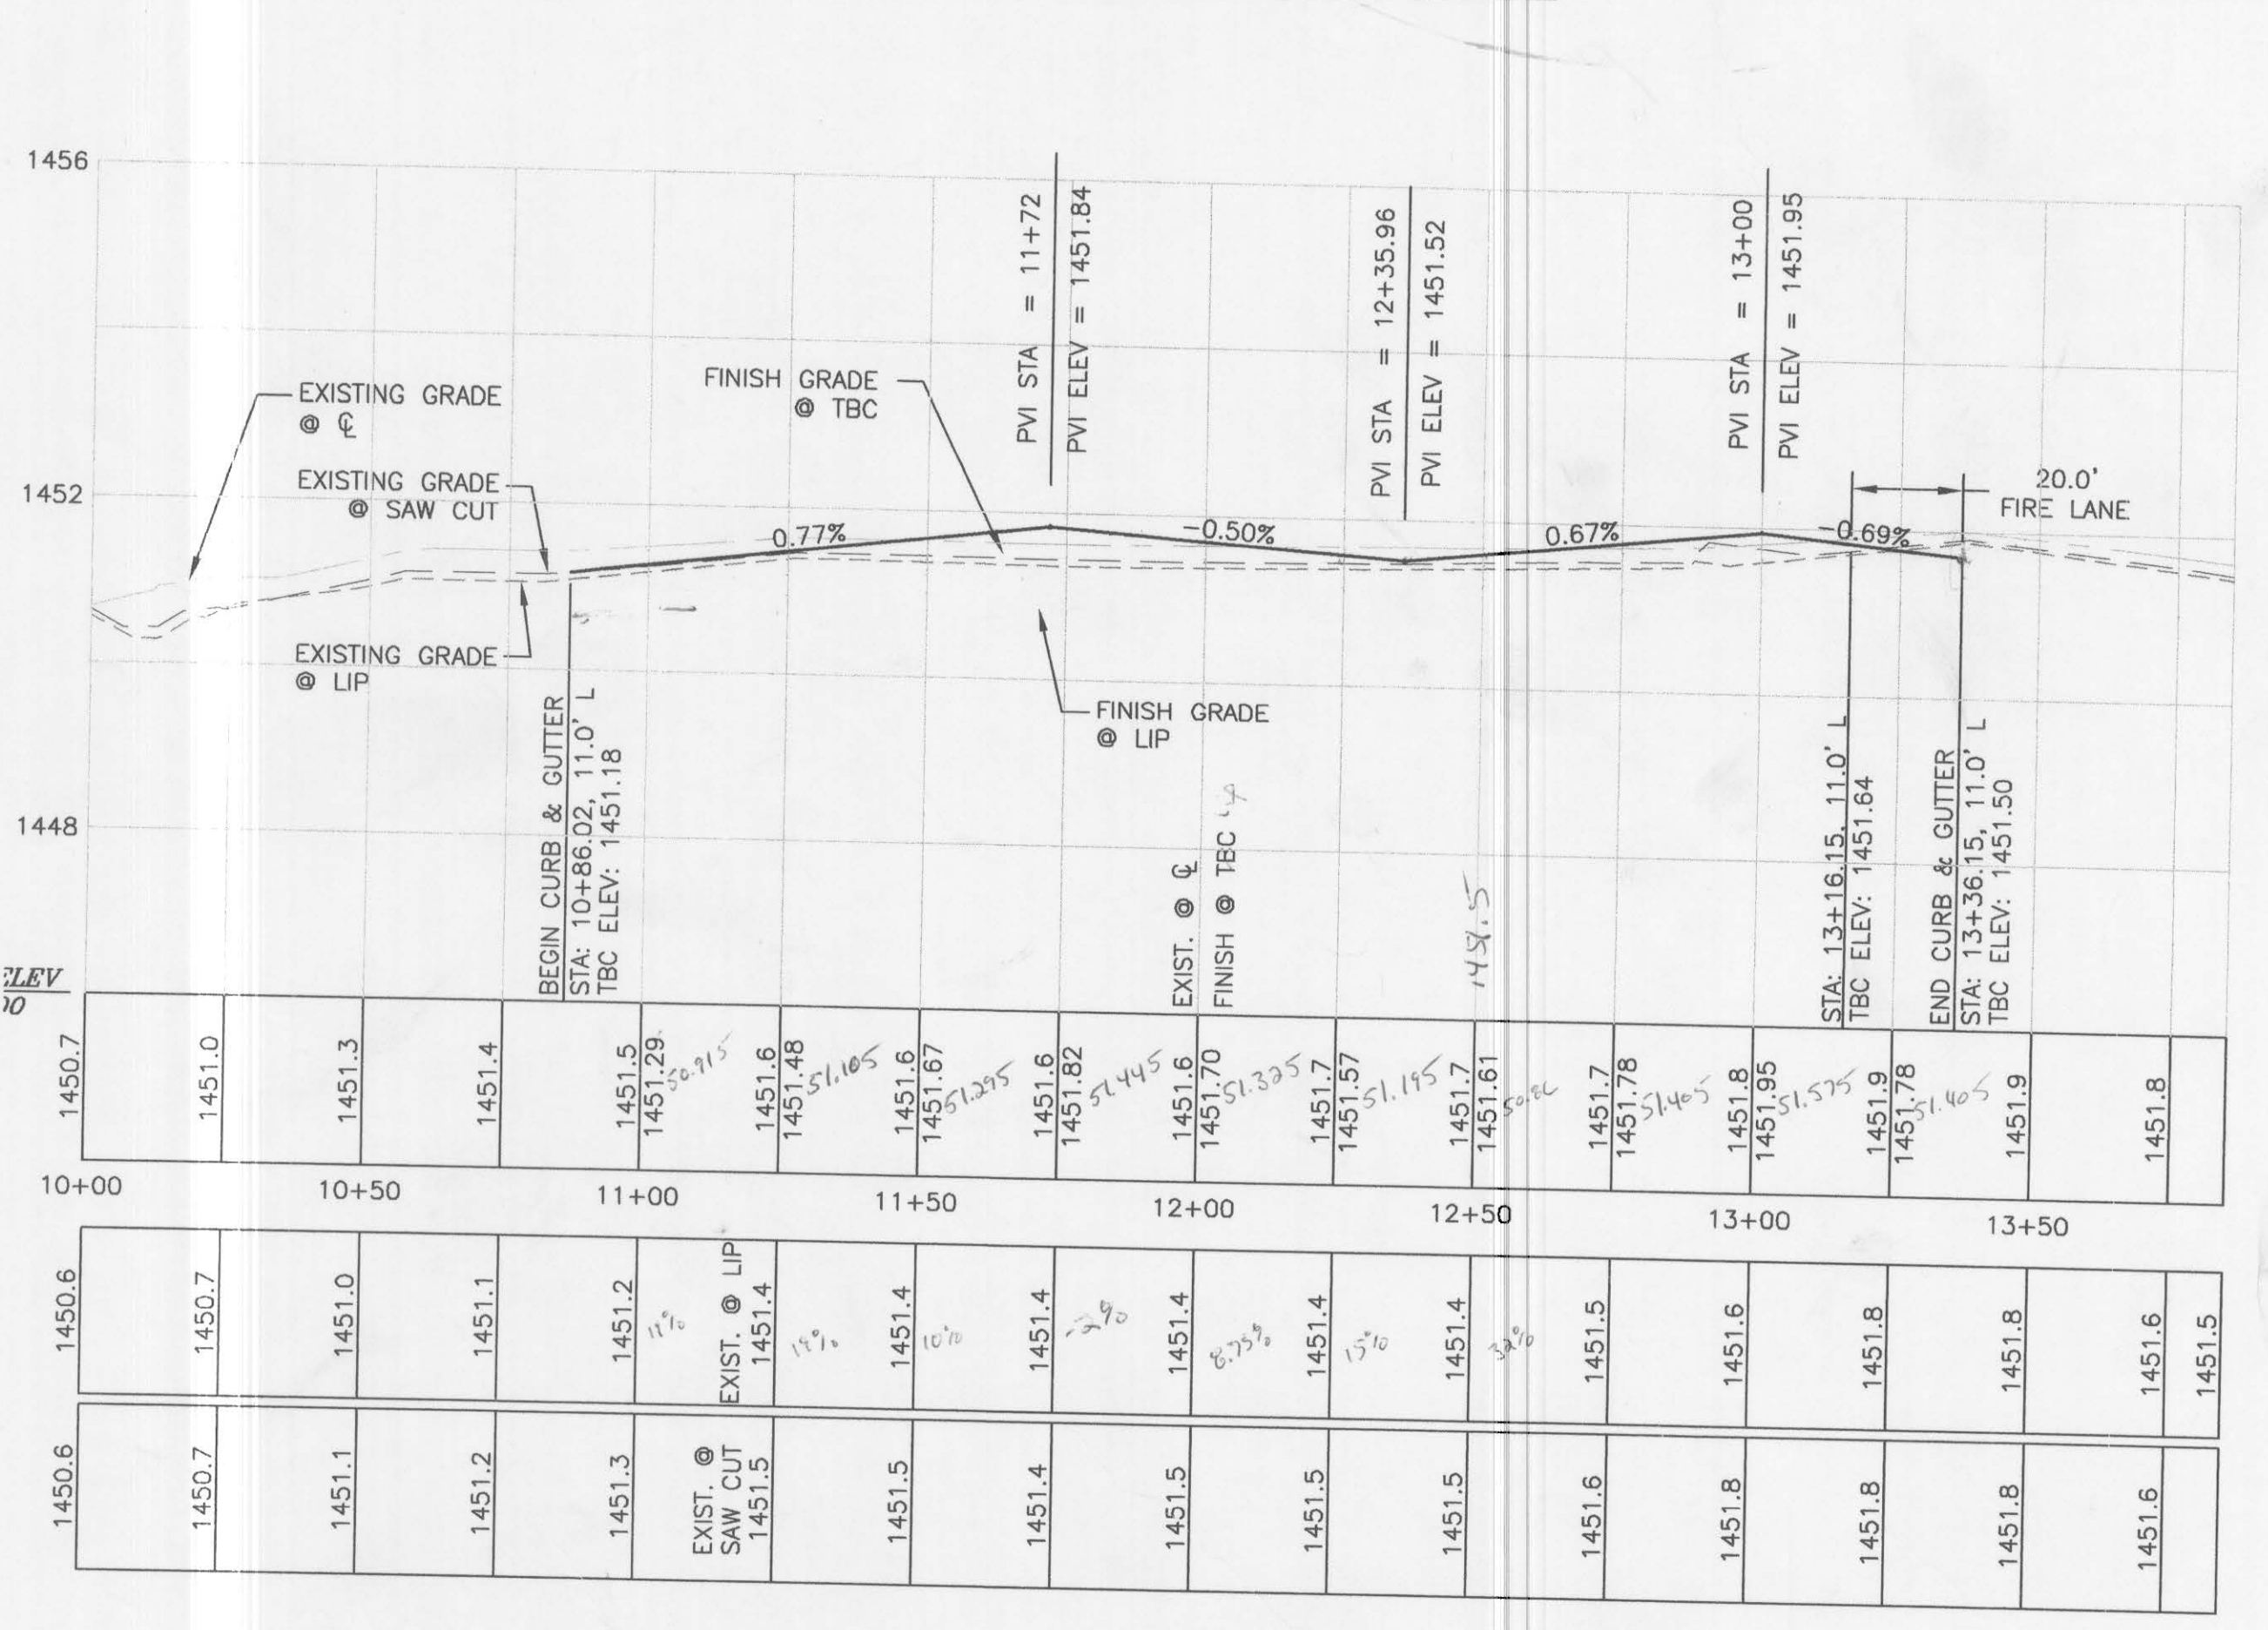 1456
1452
1448
EXISTING GRADE
@ ℄
EXISTING GRADE
@ SAW CUT
EXISTING GRADE
@ LIP
FINISH GRADE
@ TBC
FINISH GRADE
@ LIP
PVI STA = 11+72
PVI ELEV = 1451.84
PVI STA = 12+35.96
PVI ELEV = 1451.52
PVI STA = 13+00
PVI ELEV = 1451.95
0.77%
-0.50%
0.67%
-0.69%
20.0'
FIRE LANE
BEGIN CURB & GUTTER
STA: 10+86.02, 11.0' L
TBC ELEV: 1451.18
EXIST. @ ℄
FINISH @ TBC
1451.5
STA: 13+16.15, 11.0' L
TBC ELEV: 1451.64
END CURB & GUTTER
STA: 13+36.15, 11.0' L
TBC ELEV: 1451.50
ELEV
00
1450.7
1451.0
1451.3
1451.4
1451.5
1451.29
50.915
1451.6
1451.48
51.105
1451.6
1451.67
51.295
1451.6
1451.82
51.445
1451.6
1451.70
51.325
1451.7
1451.57
51.195
1451.7
1451.61
1451.7
1451.78
51.405
1451.8
1451.95
51.575
1451.9
1451.78
51.405
1451.9
1451.8
10+00 10+50 11+00 11+50 12+00 12+50 13+00 13+50
1450.6
1450.7
1451.0
1451.1
1451.2
EXIST. @ LIP
1451.4
19%
1451.4
10%
1451.4
-2%
1451.4
8.75%
1451.4
15%
1451.4
32%
1451.5
1451.6
1451.8
1451.8
1451.6
1451.5
1450.6
1450.7
1451.1
1451.2
1451.3
EXIST. @
SAW CUT
1451.5
1451.5
1451.4
1451.5
1451.5
1451.5
1451.6
1451.8
1451.8
1451.8
1451.6